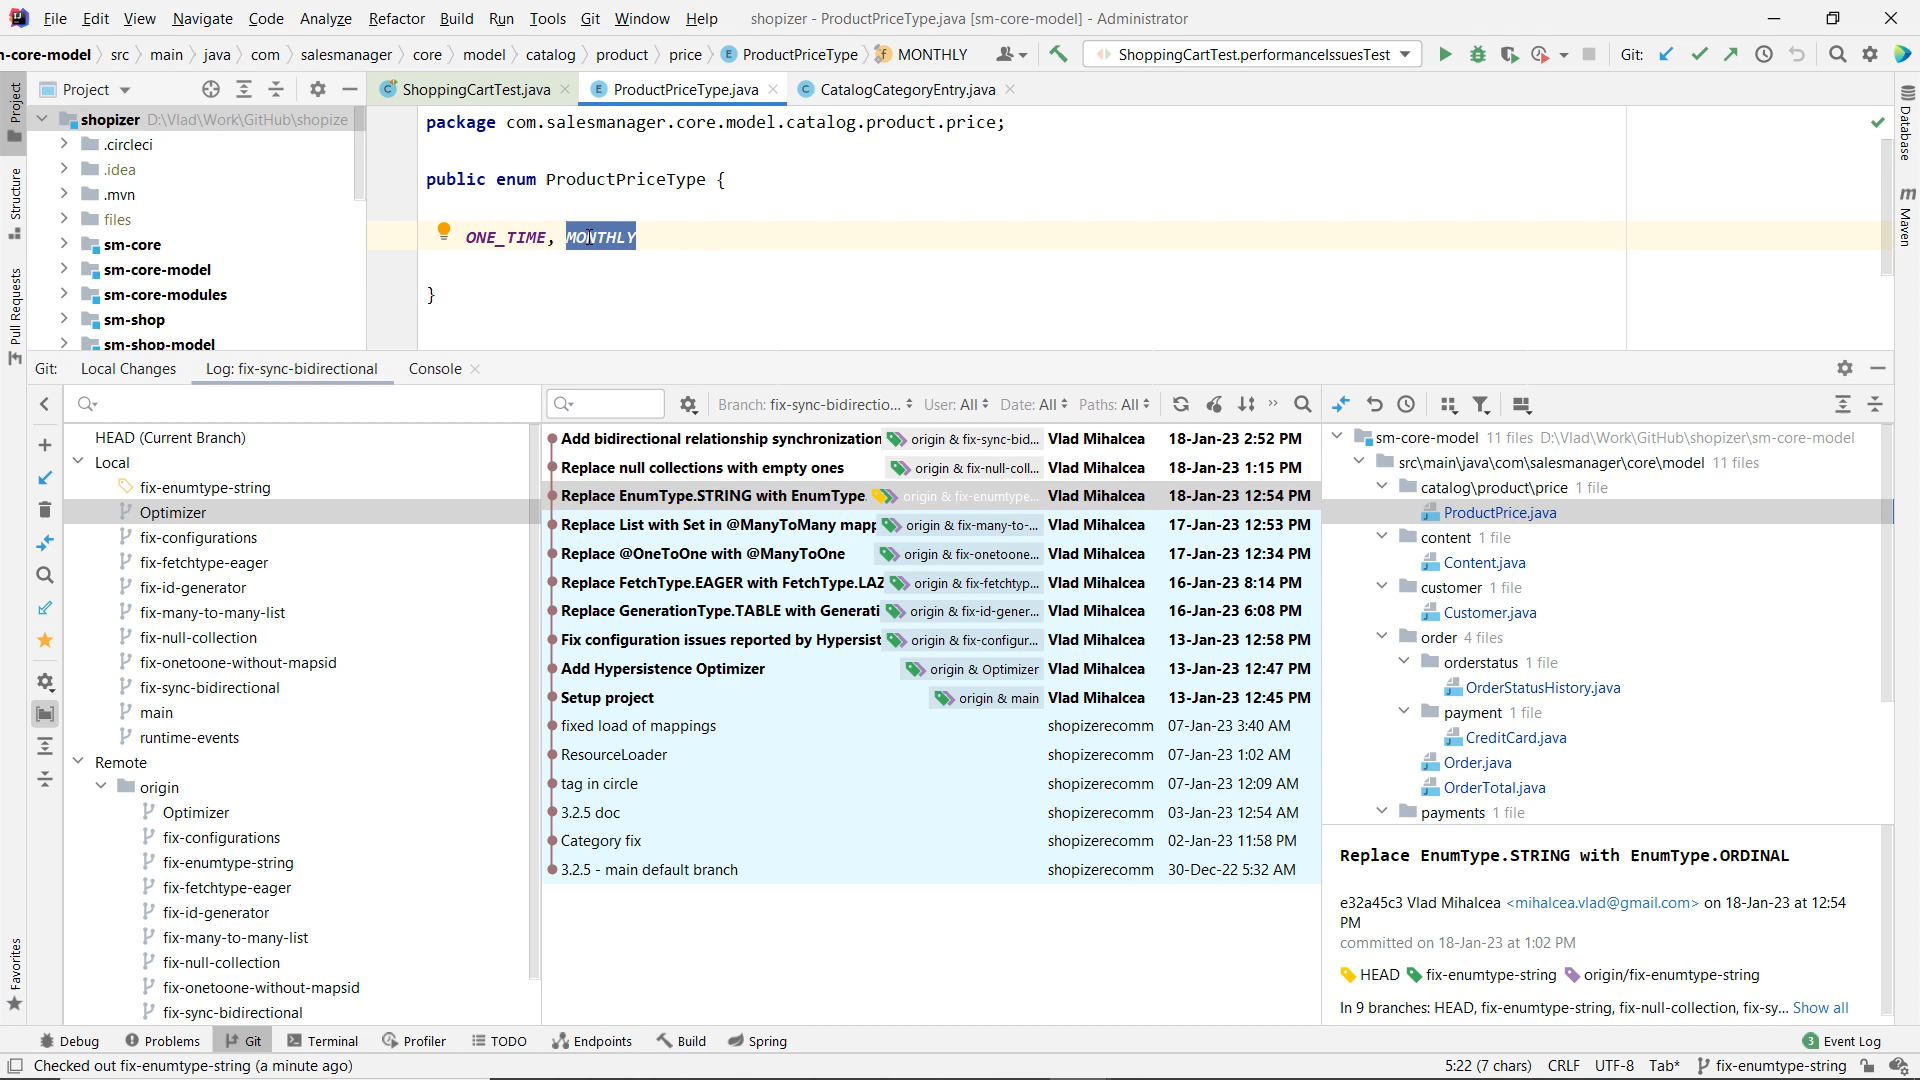 File Edit View Navigate Code Analyze Refactor Build Run Tools Git Window Help shopizer - ProductPriceType.java [sm-core-model] - Administrator
n-core-model src main java com salesmanager core model catalog product price ProductPriceType MONTHLY ShoppingCartTest.performanceIssuesTest Git:
Project
ShoppingCartTest.java ProductPriceType.java CatalogCategoryEntry.java
shopizer D:\Vlad\Work\GitHub\shopize
.circleci
.idea
.mvn
files
sm-core
sm-core-model
sm-core-modules
sm-shop
sm-shop-model
package com.salesmanager.core.model.catalog.product.price;
public enum ProductPriceType {
ONE_TIME, MONTHLY
}
Project
Structure
Pull Requests
Favorites
Database
Maven
Git: Local Changes Log: fix-sync-bidirectional Console
HEAD (Current Branch)
Local
fix-enumtype-string
Optimizer
fix-configurations
fix-fetchtype-eager
fix-id-generator
fix-many-to-many-list
fix-null-collection
fix-onetoone-without-mapsid
fix-sync-bidirectional
main
runtime-events
Remote
origin
Optimizer
fix-configurations
fix-enumtype-string
fix-fetchtype-eager
fix-id-generator
fix-many-to-many-list
fix-null-collection
fix-onetoone-without-mapsid
fix-sync-bidirectional
Branch: fix-sync-bidirectio... User: All Date: All Paths: All
Add bidirectional relationship synchronization origin & fix-sync-bid... Vlad Mihalcea 18-Jan-23 2:52 PM
Replace null collections with empty ones origin & fix-null-coll... Vlad Mihalcea 18-Jan-23 1:15 PM
Replace EnumType.STRING with EnumType. origin & fix-enumtype... Vlad Mihalcea 18-Jan-23 12:54 PM
Replace List with Set in @ManyToMany mapp origin & fix-many-to-... Vlad Mihalcea 17-Jan-23 12:53 PM
Replace @OneToOne with @ManyToOne origin & fix-onetoone... Vlad Mihalcea 17-Jan-23 12:34 PM
Replace FetchType.EAGER with FetchType.LAZ origin & fix-fetchtyp... Vlad Mihalcea 16-Jan-23 8:14 PM
Replace GenerationType.TABLE with Generati origin & fix-id-gener... Vlad Mihalcea 16-Jan-23 6:08 PM
Fix configuration issues reported by Hypersist origin & fix-configur... Vlad Mihalcea 13-Jan-23 12:58 PM
Add Hypersistence Optimizer origin & Optimizer Vlad Mihalcea 13-Jan-23 12:47 PM
Setup project origin & main Vlad Mihalcea 13-Jan-23 12:45 PM
fixed load of mappings shopizerecomm 07-Jan-23 3:40 AM
ResourceLoader shopizerecomm 07-Jan-23 1:02 AM
tag in circle shopizerecomm 07-Jan-23 12:09 AM
3.2.5 doc shopizerecomm 03-Jan-23 12:54 AM
Category fix shopizerecomm 02-Jan-23 11:58 PM
3.2.5 - main default branch shopizerecomm 30-Dec-22 5:32 AM
sm-core-model 11 files D:\Vlad\Work\GitHub\shopizer\sm-core-model
src\main\java\com\salesmanager\core\model 11 files
catalog\product\price 1 file
ProductPrice.java
content 1 file
Content.java
customer 1 file
Customer.java
order 4 files
orderstatus 1 file
OrderStatusHistory.java
payment 1 file
CreditCard.java
Order.java
OrderTotal.java
payments 1 file
Replace EnumType.STRING with EnumType.ORDINAL
e32a45c3 Vlad Mihalcea <mihalcea.vlad@gmail.com> on 18-Jan-23 at 12:54
PM
committed on 18-Jan-23 at 1:02 PM
HEAD fix-enumtype-string origin/fix-enumtype-string
In 9 branches: HEAD, fix-enumtype-string, fix-null-collection, fix-sy... Show all
Debug Problems Git Terminal Profiler TODO Endpoints Build Spring 3 Event Log
Checked out fix-enumtype-string (a minute ago) 5:22 (7 chars) CRLF UTF-8 Tab* fix-enumtype-string